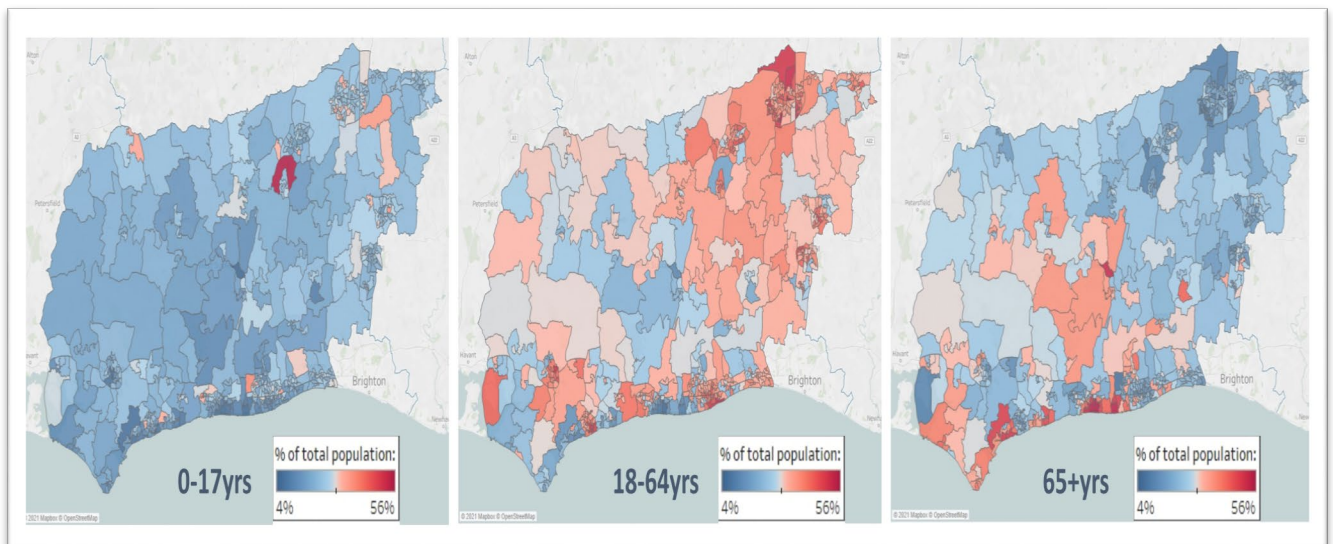 Alton
Petersfield
Havant
Brighton
0-17yrs
% of total population:
4%
56%
2021 Mapbox © OpenStreetMap
Alton
Petersfield
Havant
Brighton
18-64yrs
% of total population:
4%
56%
© 2021 Mapbox © OpenStreetMap
Alton
Petersfield
Havant
Brighton
65+yrs
% of total population:
4%
56%
© 2021 Mapbox © OpenStreetMap